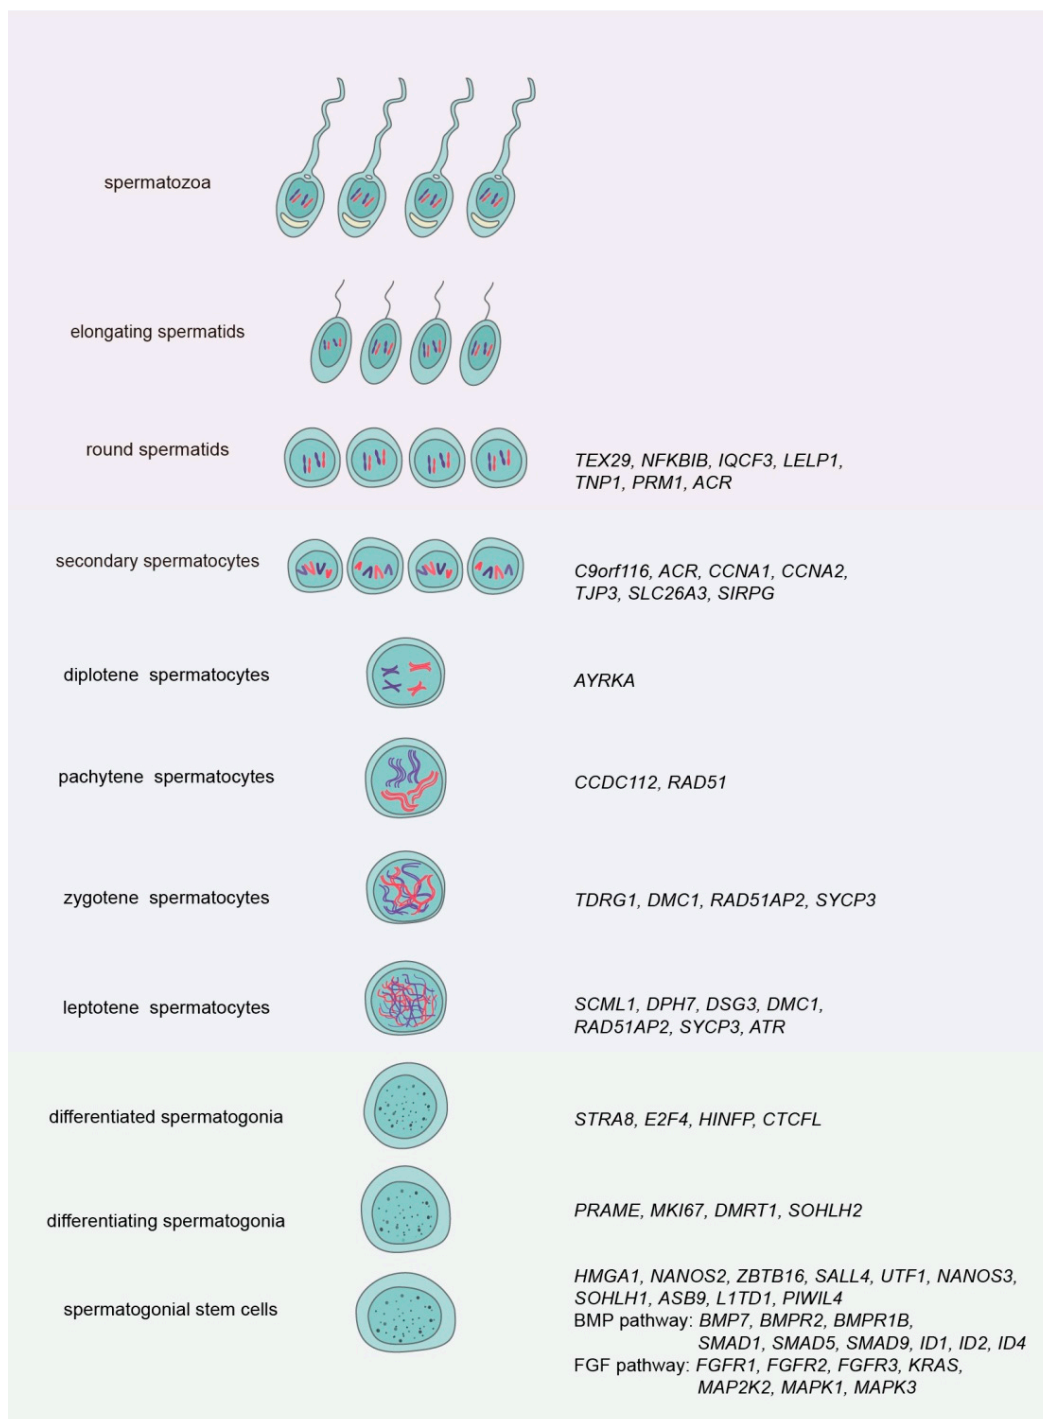 spermatozoa
elongating spermatids
round spermatids
TEX29, NFKBIB, IQCF3, LELP1,
TNP1, PRM1, ACR
secondary spermatocytes
C9orf116, ACR, CCNA1, CCNA2,
TJP3, SLC26A3, SIRPG
diplotene spermatocytes
AYRKA
pachytene spermatocytes
CCDC112, RAD51
zygotene spermatocytes
TDRG1, DMC1, RAD51AP2, SYCP3
leptotene spermatocytes
SCML1, DPH7, DSG3, DMC1,
RAD51AP2, SYCP3, ATR
differentiated spermatogonia
STRA8, E2F4, HINFP, CTCFL
differentiating spermatogonia
PRAME, MKI67, DMRT1, SOHLH2
spermatogonial stem cells
HMGA1, NANOS2, ZBTB16, SALL4, UTF1, NANOS3,
SOHLH1, ASB9, L1TD1, PIWIL4
BMP pathway: BMP7, BMPR2, BMPR1B,
SMAD1, SMAD5, SMAD9, ID1, ID2, ID4
FGF pathway: FGFR1, FGFR2, FGFR3, KRAS,
MAP2K2, MAPK1, MAPK3